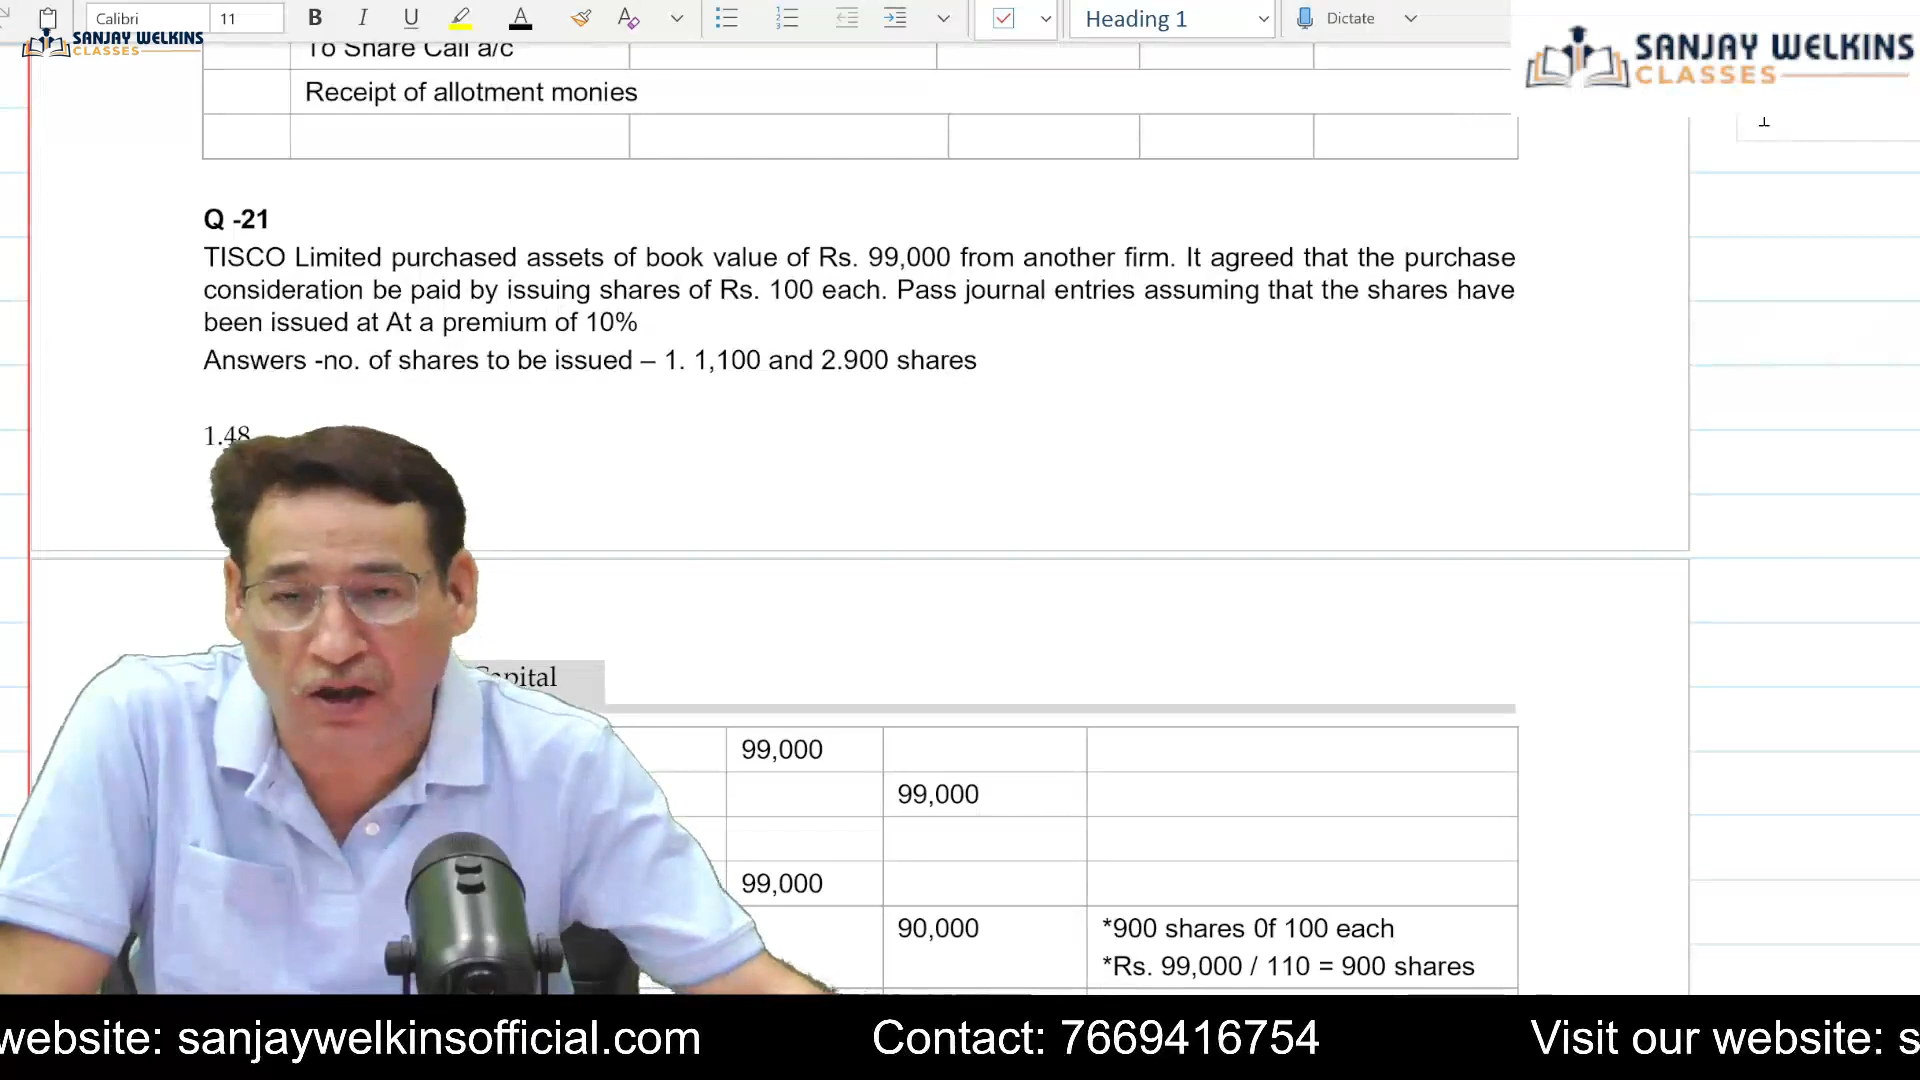 Calibri
11
B I U
A
A
Heading 1
Dictate
SANJAY WELKINS
CLASSES
SANJAY WELKINS
CLASSES
To Share Call a/c
Receipt of allotment monies
Q -21
TISCO Limited purchased assets of book value of Rs. 99,000 from another firm. It agreed that the purchase
consideration be paid by issuing shares of Rs. 100 each. Pass journal entries assuming that the shares have
been issued at At a premium of 10%
Answers -no. of shares to be issued – 1. 1,100 and 2.900 shares
1.48
Capital
99,000
99,000
99,000
90,000
*900 shares 0f 100 each
*Rs. 99,000 / 110 = 900 shares
website: sanjaywelkinsofficial.com
Contact: 7669416754
Visit our website: s